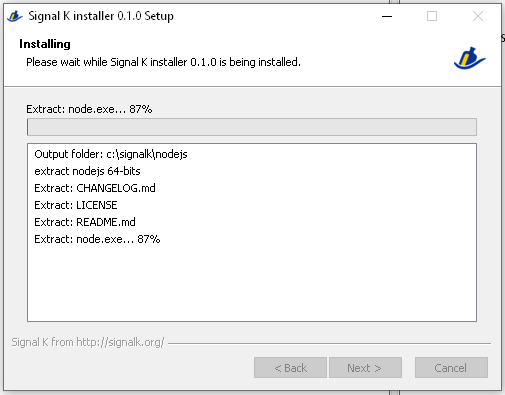 Signal K installer 0.1.0 Setup
Installing
Please wait while Signal K installer 0.1.0 is being installed.
Extract: node.exe... 87%
Output folder: c:\signalk\nodejs
extract nodejs 64-bits
Extract: CHANGELOG.md
Extract: LICENSE
Extract: README.md
Extract: node.exe... 87%
Signal K from http://signalk.org/
< Back
Next >
Cancel